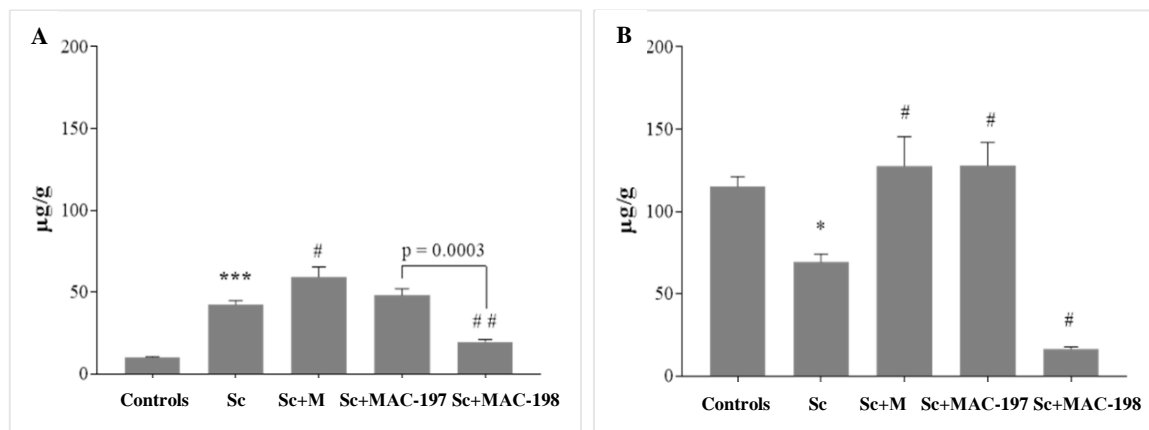 A
200
150
100
50
0
µg/g
***
#
p = 0.0003
# #
Controls Sc Sc+M Sc+MAC-197 Sc+MAC-198
B
200
150
100
50
0
µg/g
*
#
#
#
Controls Sc Sc+M Sc+MAC-197 Sc+MAC-198